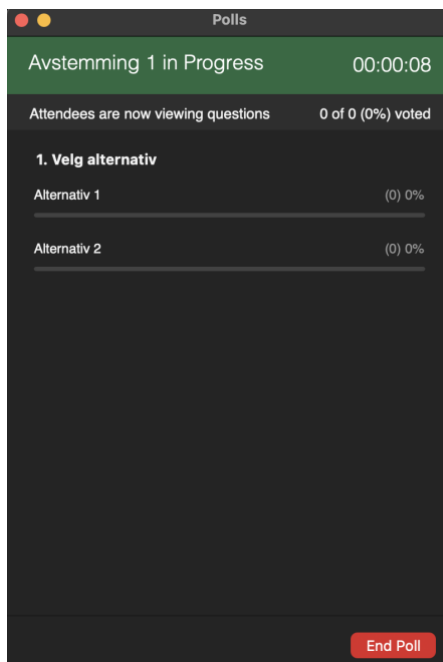 Polls
Avstemming 1 in Progress 00:00:08
Attendees are now viewing questions 0 of 0 (0%) voted
1. Velg alternativ
Alternativ 1 (0) 0%
Alternativ 2 (0) 0%
End Poll